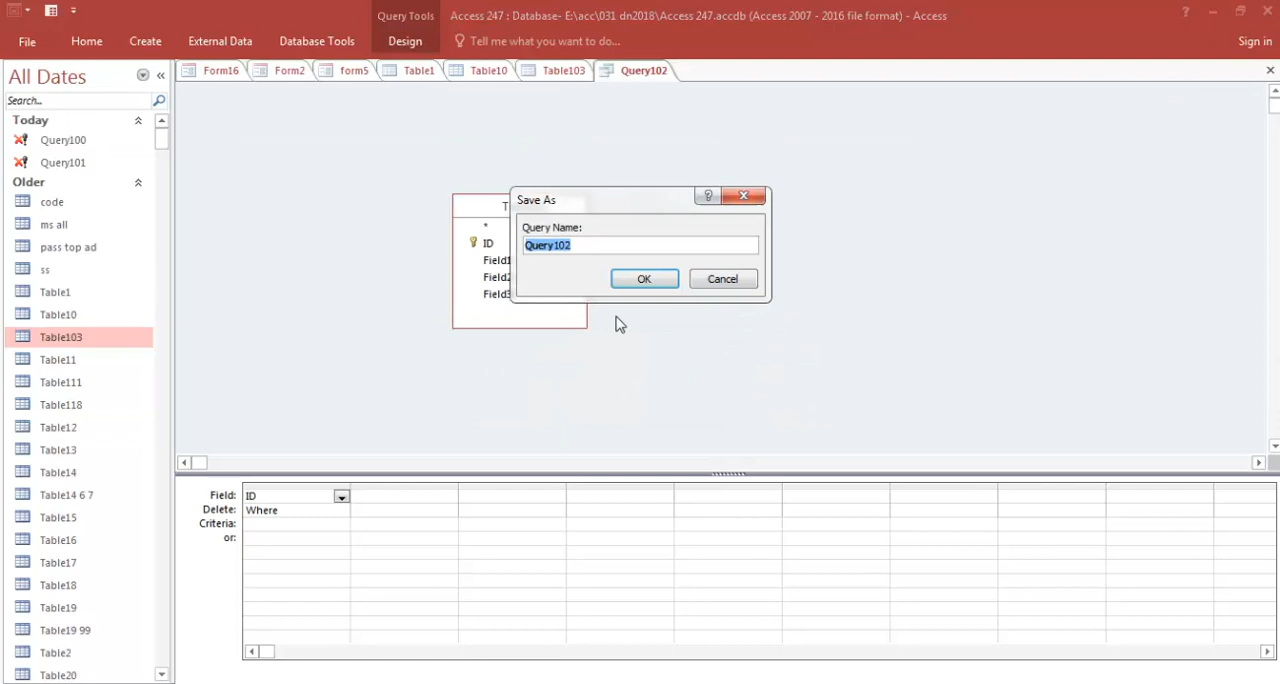 Query Tools
Access 247 : Database- E:\acc\031 dn2018\Access 247.accdb (Access 2007 - 2016 file format) - Access
File
Home
Create
External Data
Database Tools
Design
Tell me what you want to do...
Sign in
All Dates
Form16
Form2
form5
Table1
Table10
Table103
Query102
Search...
Today
Query100
Query101
Older
code
ms all
pass top ad
ss
Table1
Table10
Table103
Table11
Table111
Table118
Table12
Table13
Table14
Table14 6 7
Table15
Table16
Table17
Table18
Table19
Table19 99
Table2
Table20
T
*
ID
Field1
Field2
Field3
Save As
Query Name:
Query102
OK
Cancel
Field: ID
Delete: Where
Criteria:
or: